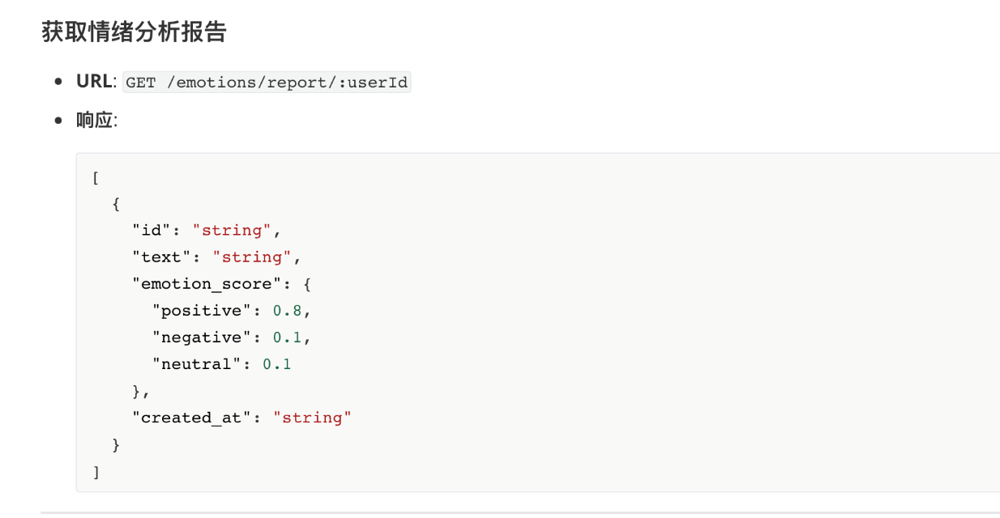 获取情绪分析报告
• URL: GET /emotions/report/:userId
• 响应:
[
  {
    "id": "string",
    "text": "string",
    "emotion_score": {
      "positive": 0.8,
      "negative": 0.1,
      "neutral": 0.1
    },
    "created_at": "string"
  }
]